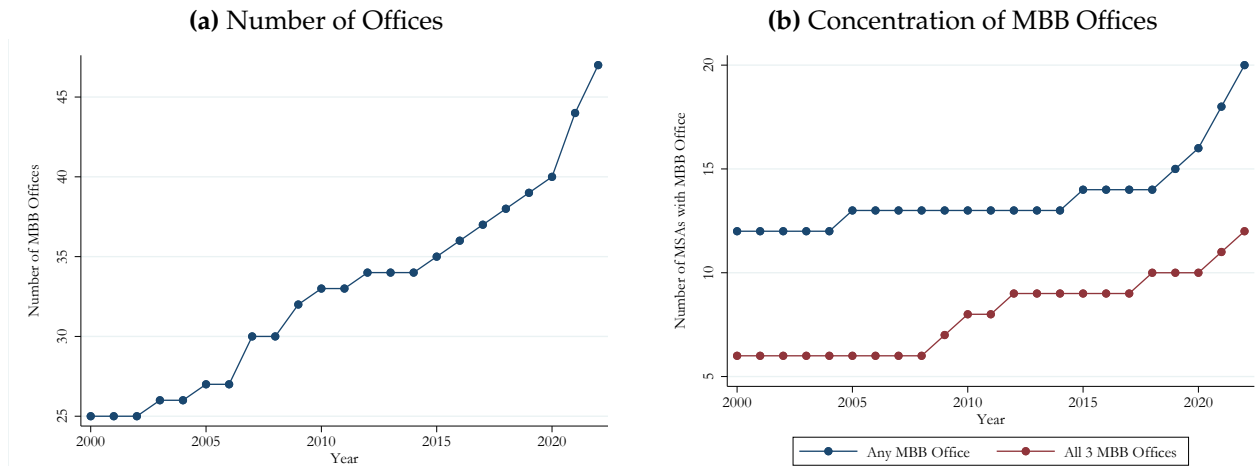 (a) Number of Offices
Number of MBB Offices
45
40
35
30
25
2000
2005
2010
2015
2020
Year
(b) Concentration of MBB Offices
Number of MSAs with MBB Office
20
15
10
5
2000
2005
2010
2015
2020
Year
Any MBB Office
All 3 MBB Offices